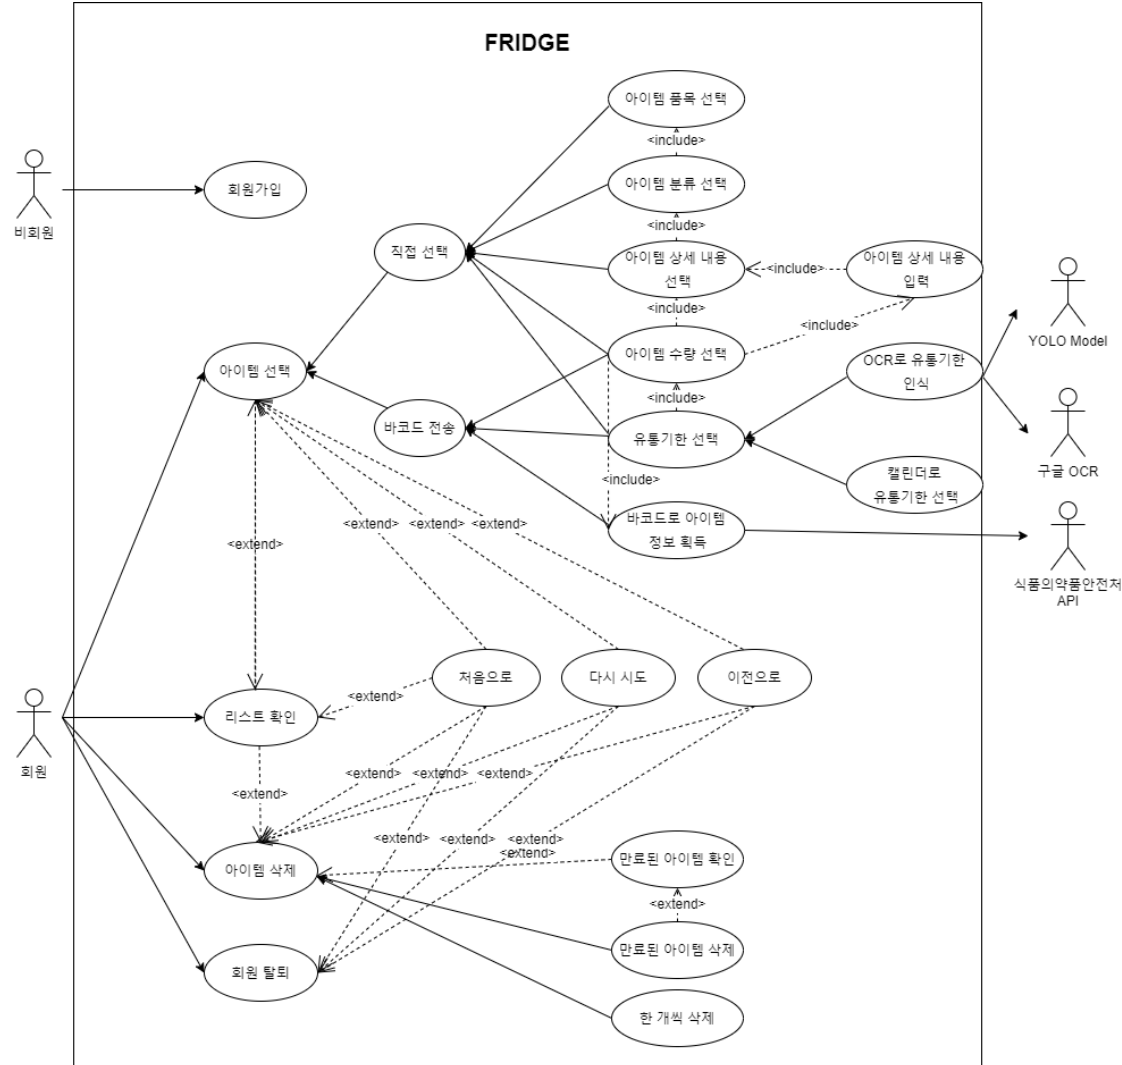 FRIDGE
아이템 품목 선택
<include>
비회원
회원가입
아이템 분류 선택
<include>
직접 선택
아이템 상세 내용
선택
<include>
아이템 상세 내용
입력
<include>
<include>
YOLO Model
아이템 선택
아이템 수량 선택
OCR로 유통기한
인식
<include>
바코드 전송
유통기한 선택
구글 OCR
<include>
캘린더로
유통기한 선택
바코드로 아이템
정보 획득
식품의약품안전처
API
<extend>
<extend>
<extend>
<extend>
처음으로
다시 시도
이전으로
<extend>
리스트 확인
회원
<extend>
<extend>
<extend>
<extend>
<extend>
<extend>
<extend>
<extend>
아이템 삭제
만료된 아이템 확인
<extend>
만료된 아이템 삭제
회원 탈퇴
한 개씩 삭제